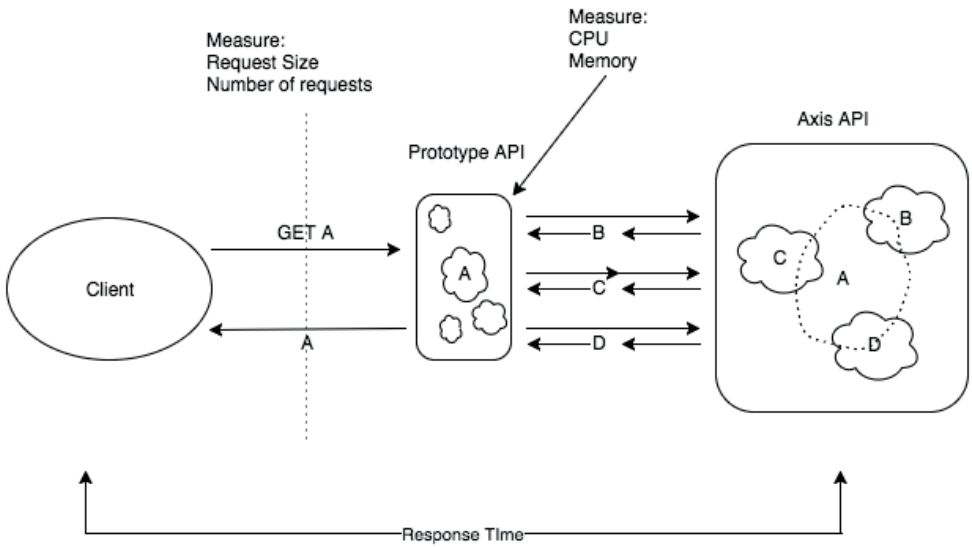 Measure:
Request Size
Number of requests
Measure:
CPU
Memory
Axis API
Prototype API
GET A
B
C
D
A
Client
A
A
B
C
D
Response TIme